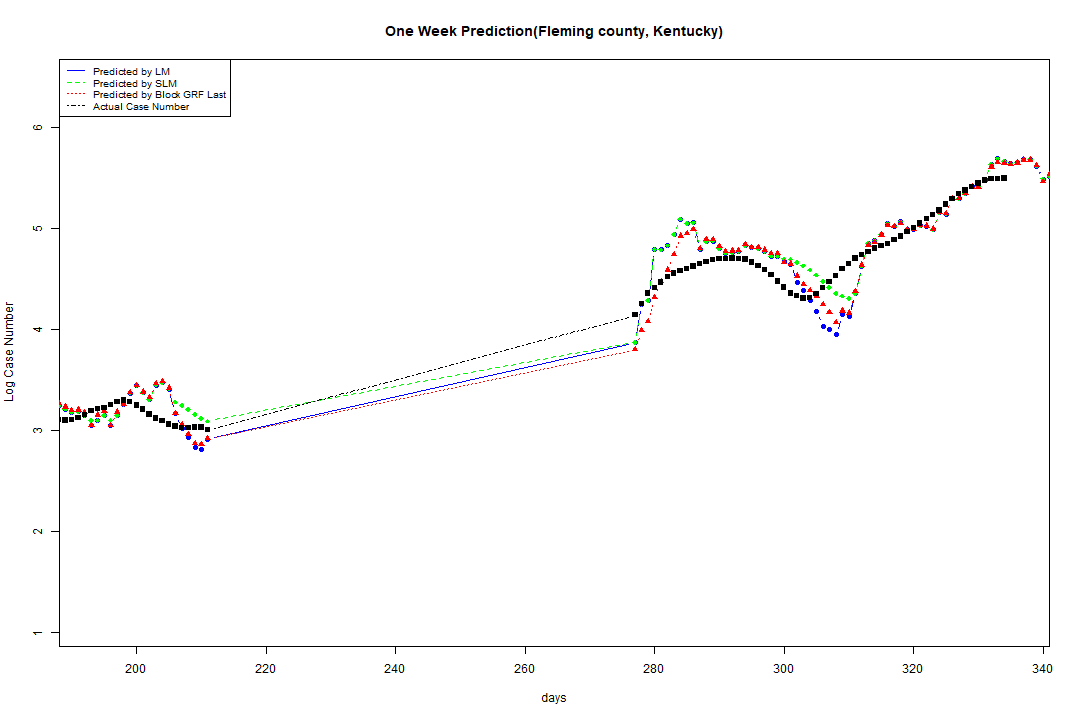 One Week Prediction(Fleming county, Kentucky)
Predicted by LM
Predicted by SLM
Predicted by Block GRF Last
Actual Case Number
6
5
4
3
2
1
Log Case Number
200 220 240 260 280 300 320 340
days